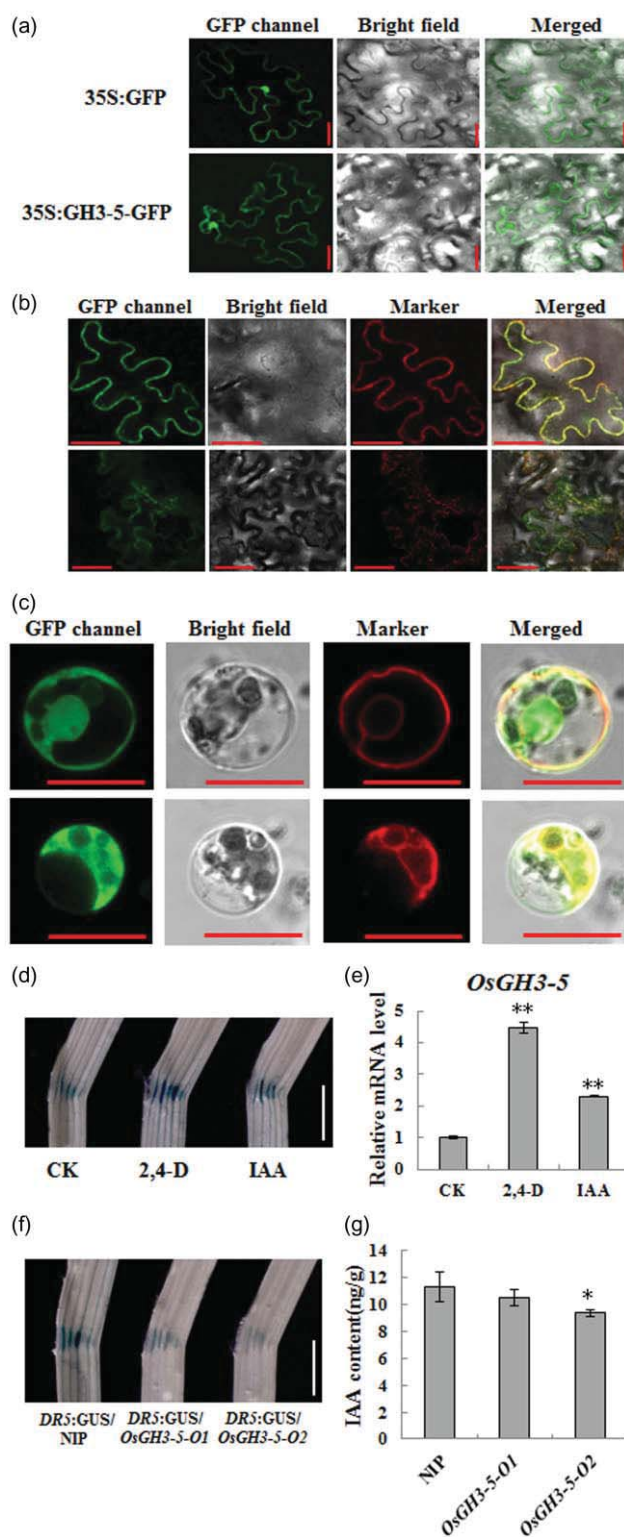 (a)
GFP channel Bright field Merged
35S:GFP
35S:GH3-5-GFP
(b)
GFP channel Bright field Marker Merged
(c)
GFP channel Bright field Marker Merged
(d)
CK 2,4-D IAA
(e)
OsGH3-5
Relative mRNA level
5
4
3
2
1
0
**
**
CK 2,4-D IAA
(f)
DR5:GUS/ DR5:GUS/ DR5:GUS/
NIP OsGH3-5-O1 OsGH3-5-O2
(g)
IAA content(ng/g)
14
12
10
8
6
4
2
0
*
NIP OsGH3-5-O1 OsGH3-5-O2